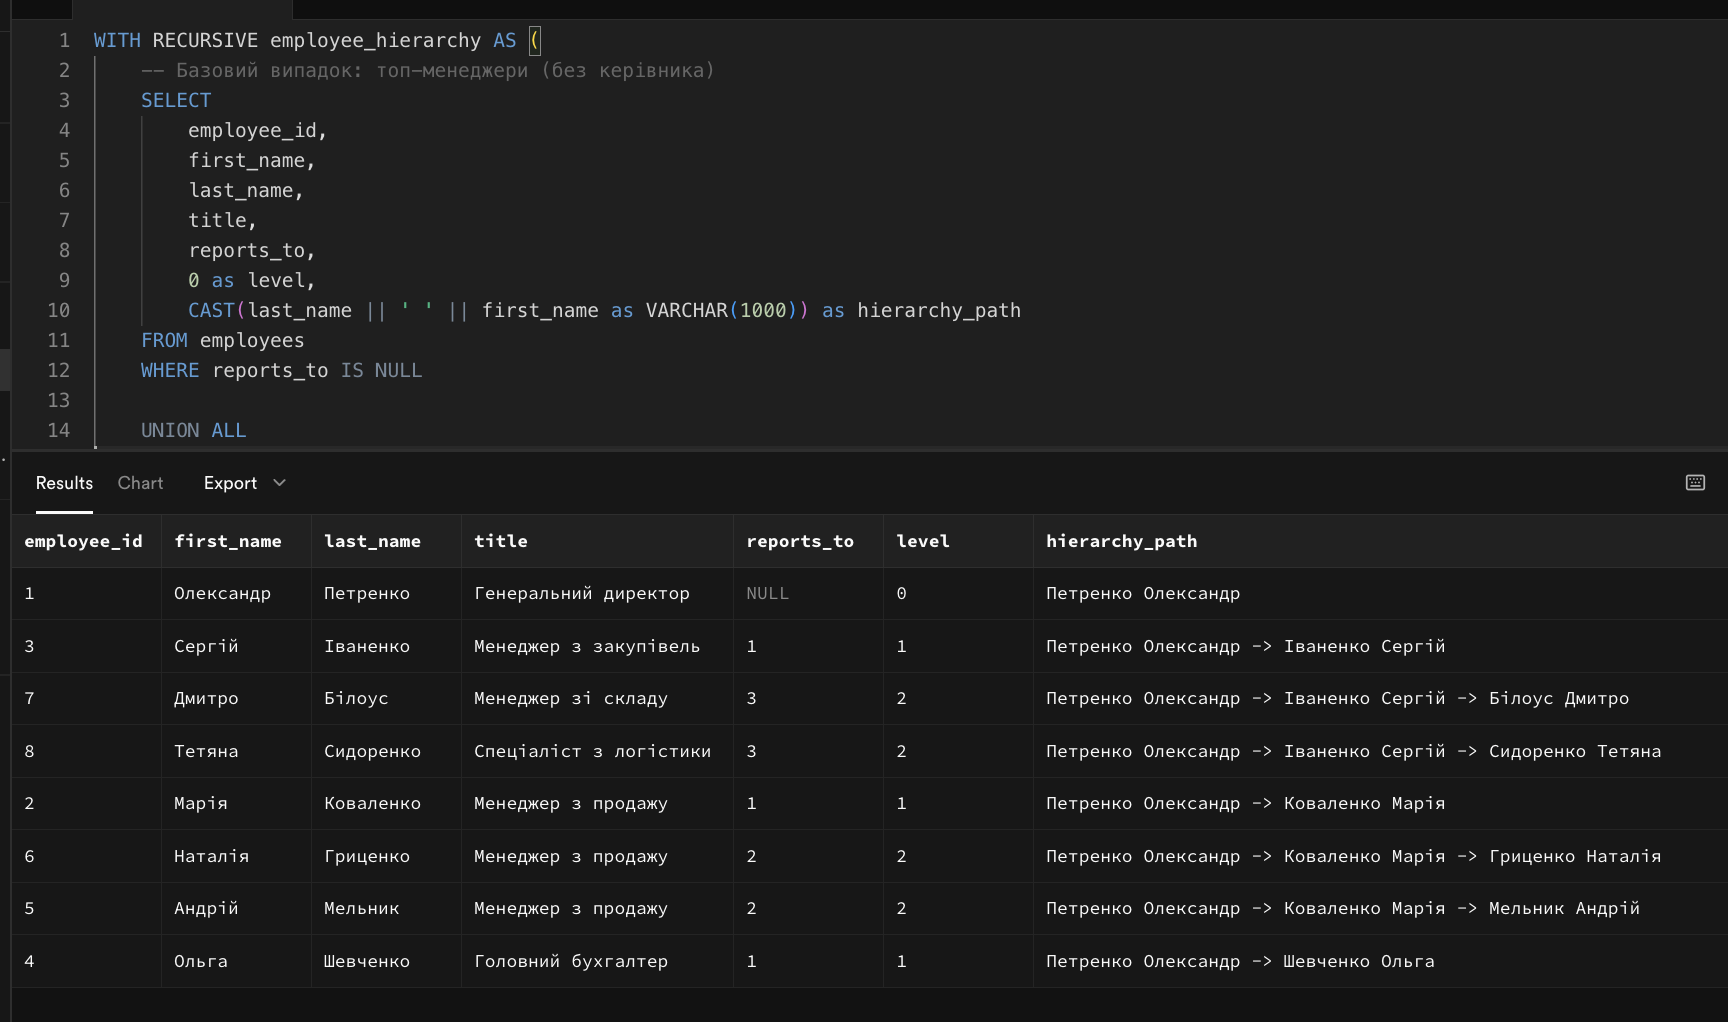 1 WITH RECURSIVE employee_hierarchy AS (
2 -- Базовий випадок: топ-менеджери (без керівника)
3 SELECT
4 employee_id,
5 first_name,
6 last_name,
7 title,
8 reports_to,
9 0 as level,
10 CAST(last_name || ' ' || first_name as VARCHAR(1000)) as hierarchy_path
11 FROM employees
12 WHERE reports_to IS NULL
13
14 UNION ALL
Results Chart Export
employee_id first_name last_name title reports_to level hierarchy_path
1 Олександр Петренко Генеральний директор NULL 0 Петренко Олександр
3 Сергій Іваненко Менеджер з закупівель 1 1 Петренко Олександр -> Іваненко Сергій
7 Дмитро Білоус Менеджер зі складу 3 2 Петренко Олександр -> Іваненко Сергій -> Білоус Дмитро
8 Тетяна Сидоренко Спеціаліст з логістики 3 2 Петренко Олександр -> Іваненко Сергій -> Сидоренко Тетяна
2 Марія Коваленко Менеджер з продажу 1 1 Петренко Олександр -> Коваленко Марія
6 Наталія Гриценко Менеджер з продажу 2 2 Петренко Олександр -> Коваленко Марія -> Гриценко Наталія
5 Андрій Мельник Менеджер з продажу 2 2 Петренко Олександр -> Коваленко Марія -> Мельник Андрій
4 Ольга Шевченко Головний бухгалтер 1 1 Петренко Олександр -> Шевченко Ольга